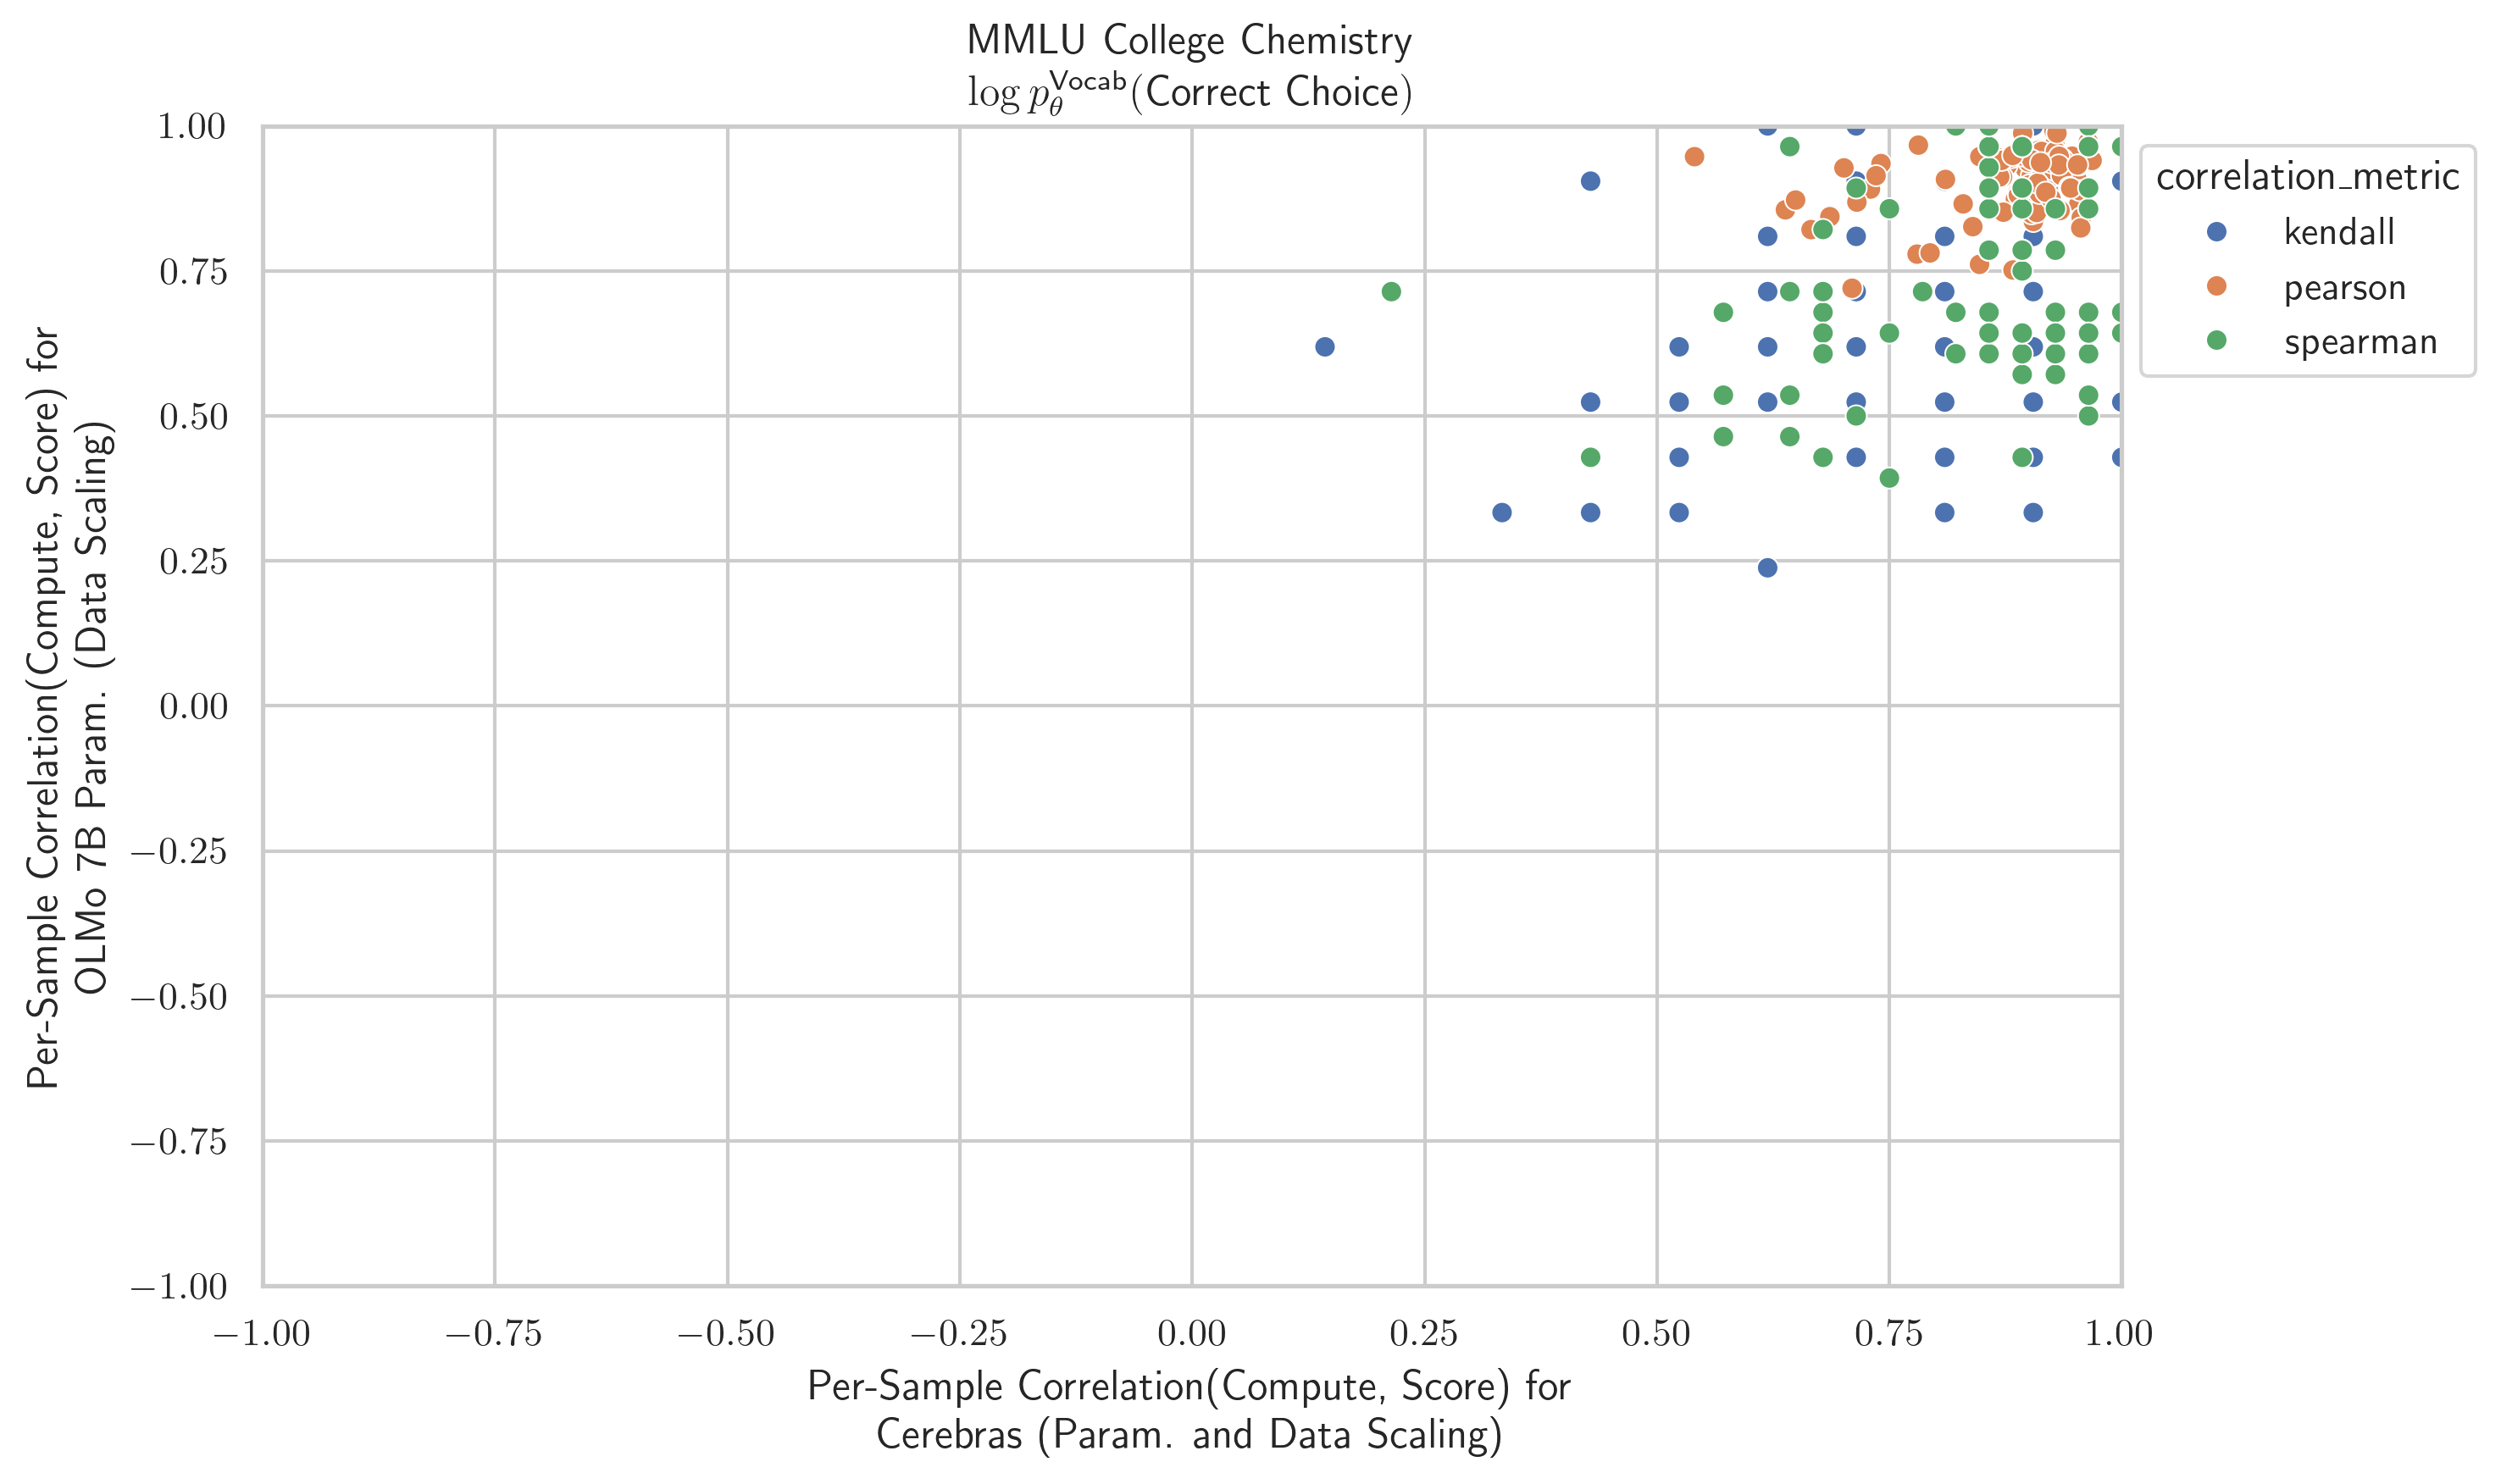 MMLU College Chemistry
log p_θ^Vocab(Correct Choice)
Per-Sample Correlation(Compute, Score) for
OLMo 7B Param. (Data Scaling)
1.00
0.75
0.50
0.25
0.00
−0.25
−0.50
−0.75
−1.00
−1.00 −0.75 −0.50 −0.25 0.00 0.25 0.50 0.75 1.00
Per-Sample Correlation(Compute, Score) for
Cerebras (Param. and Data Scaling)
correlation_metric
kendall
pearson
spearman